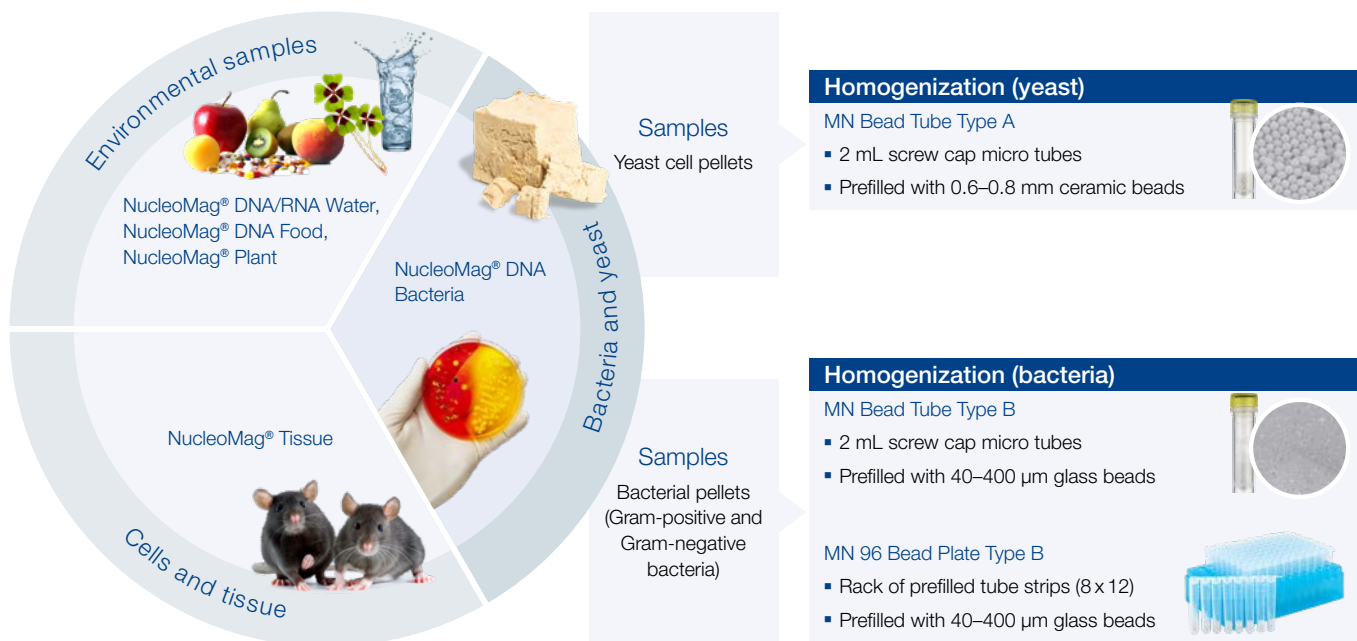 Environmental samples
NucleoMag® DNA/RNA Water,
NucleoMag® DNA Food,
NucleoMag® Plant
NucleoMag® DNA
Bacteria
Bacteria and yeast
NucleoMag® Tissue
Cells and tissue
Samples
Yeast cell pellets
Homogenization (yeast)
MN Bead Tube Type A
▪ 2 mL screw cap micro tubes
▪ Prefilled with 0.6–0.8 mm ceramic beads
Samples
Bacterial pellets
(Gram-positive and
Gram-negative
bacteria)
Homogenization (bacteria)
MN Bead Tube Type B
▪ 2 mL screw cap micro tubes
▪ Prefilled with 40–400 µm glass beads
MN 96 Bead Plate Type B
▪ Rack of prefilled tube strips (8 x 12)
▪ Prefilled with 40–400 µm glass beads